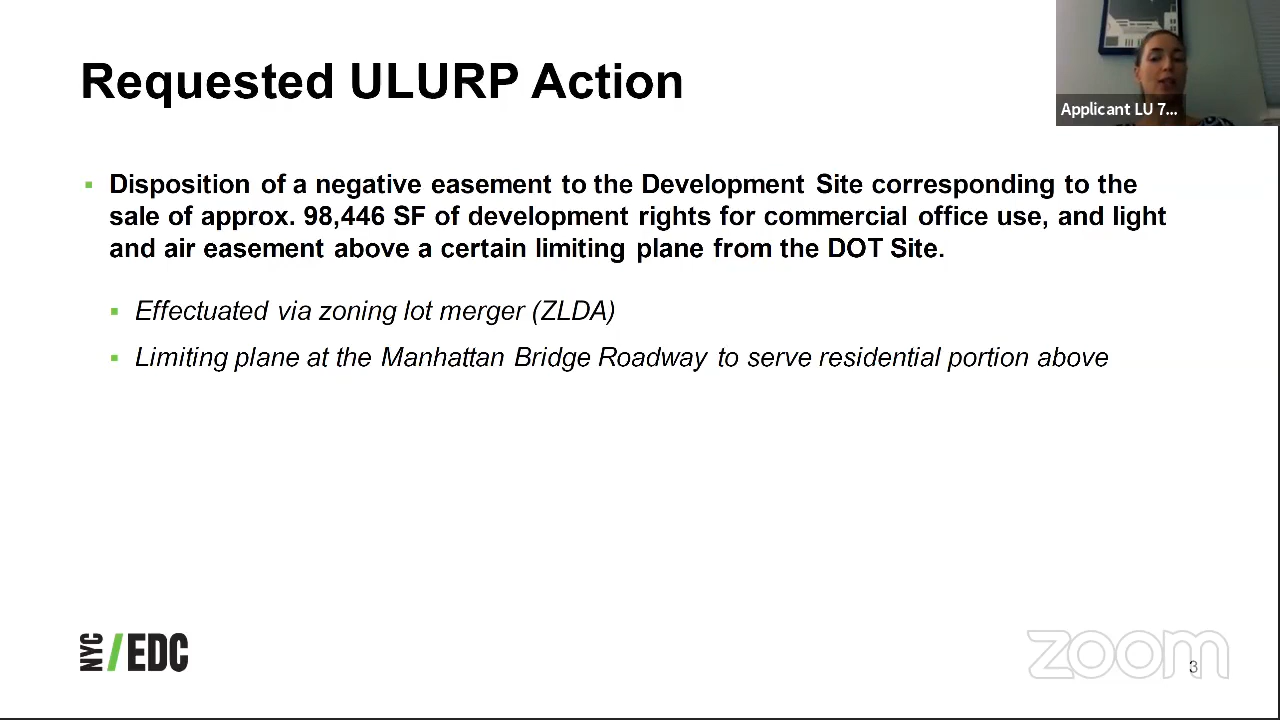 Requested ULURP Action
Applicant LU 7...
▪ Disposition of a negative easement to the Development Site corresponding to the
sale of approx. 98,446 SF of development rights for commercial office use, and light
and air easement above a certain limiting plane from the DOT Site.
▪ Effectuated via zoning lot merger (ZLDA)
▪ Limiting plane at the Manhattan Bridge Roadway to serve residential portion above
NYC/EDC
zoom
3